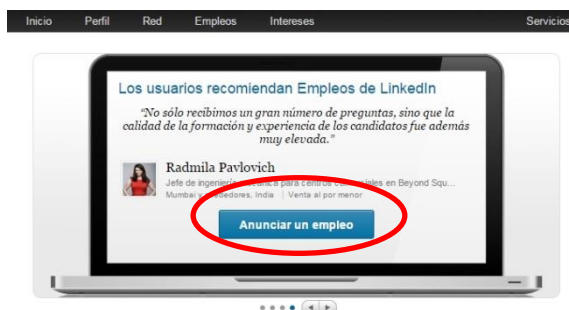 Inicio Perfil Red Empleos Intereses Servicios
Los usuarios recomiendan Empleos de LinkedIn
"No sólo recibimos un gran número de preguntas, sino que la
calidad de la formación y experiencia de los candidatos fue además
muy elevada."
Radmila Pavlovich
Jefe de ingeniería para centros en Beyond Squ...
Mumbai y alrededores, India | Venta al por menor
Anunciar un empleo